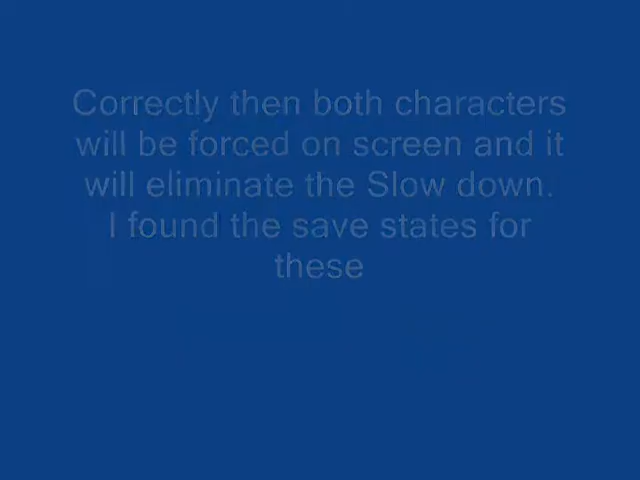 Correctly then both characters
will be forced on screen and it
will eliminate the Slow down.
I found the save states for
these